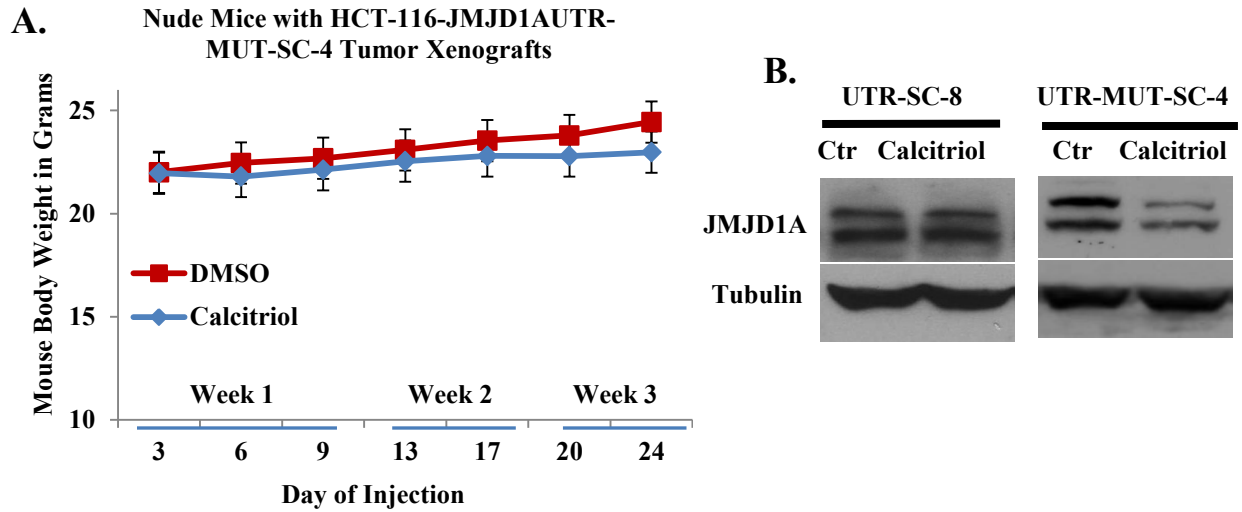 A.
Nude Mice with HCT-116-JMJD1AUTR-
MUT-SC-4 Tumor Xenografts
Mouse Body Weight in Grams
25
20
15
10
DMSO
Calcitriol
Week 1 Week 2 Week 3
3 6 9 13 17 20 24
Day of Injection
B.
UTR-SC-8 UTR-MUT-SC-4
Ctr Calcitriol Ctr Calcitriol
JMJD1A
Tubulin